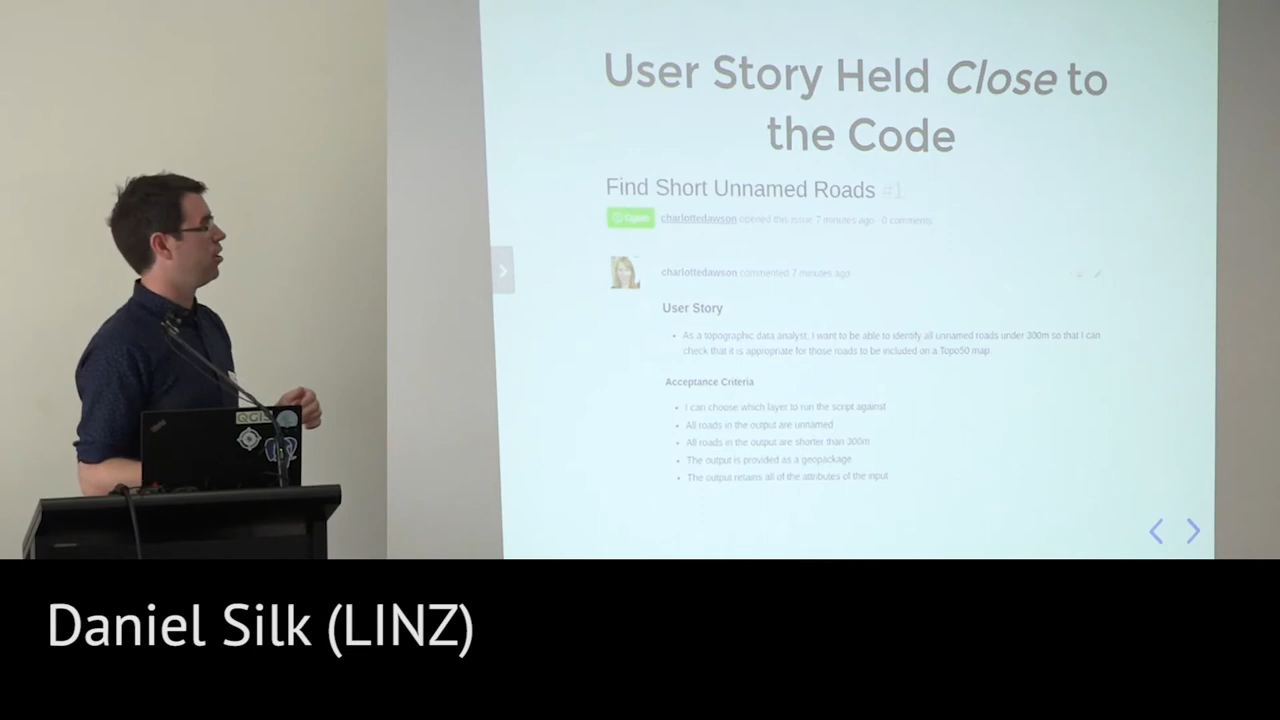 User Story Held Close to
the Code
Find Short Unnamed Roads #1
Open charlottedawson opened this issue 7 minutes ago · 0 comments
charlottedawson commented 7 minutes ago
User Story
• As a topographic data analyst, I want to be able to identify all unnamed roads under 300m so that I can
check that it is appropriate for those roads to be included on a Topo50 map.
Acceptance Criteria
• I can choose which layer to run the script against
• All roads in the output are unnamed
• All roads in the output are shorter than 300m
• The output is provided as a geopackage
• The output retains all of the attributes of the input
QGIS
Daniel Silk (LINZ)